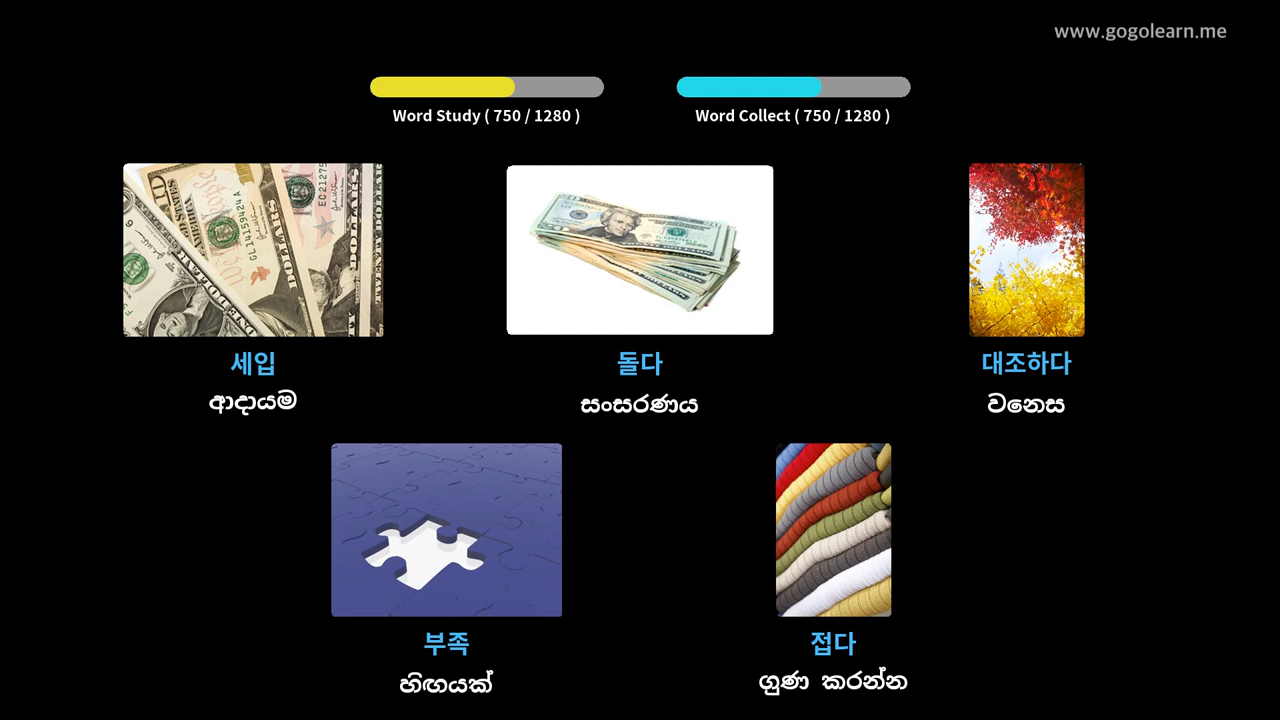 www.gogolearn.me
Word Study ( 750 / 1280 )
Word Collect ( 750 / 1280 )
세입
ආදායම
돌다
සංසරණය
대조하다
වනෙස
부족
හිඟයක්
접다
ගුණ කරන්න